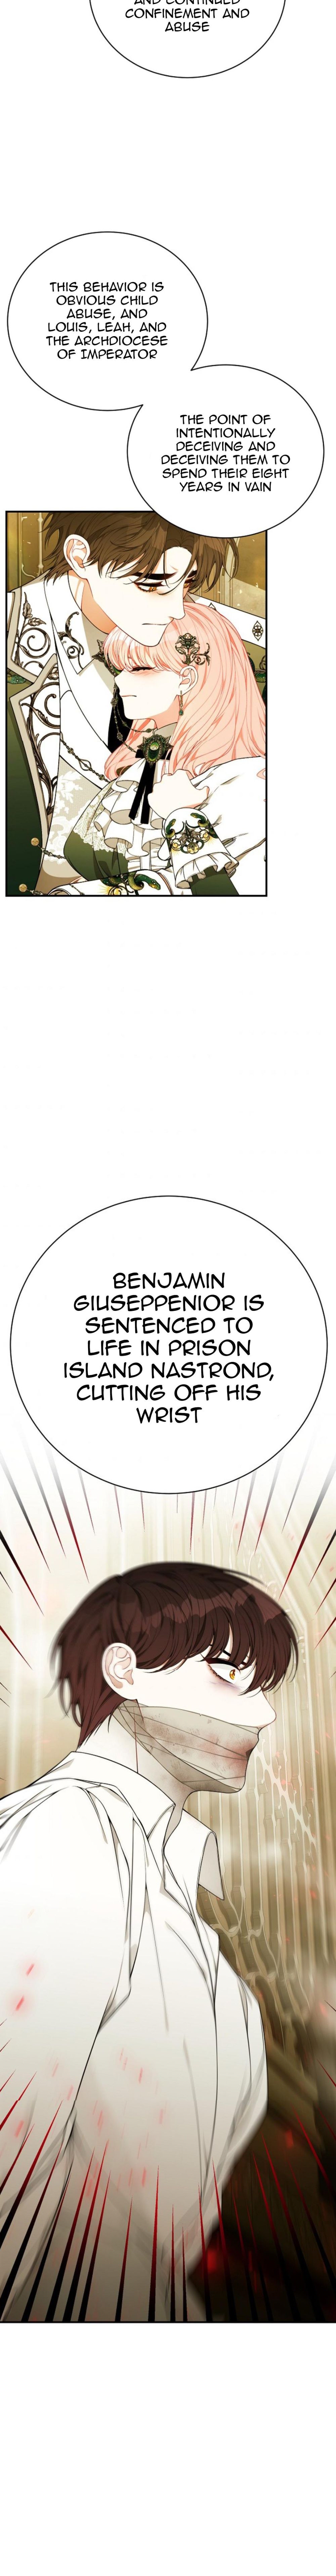 AND CONTINUED
CONFINEMENT AND
ABUSE
THIS BEHAVIOR IS
OBVIOUS CHILD
ABUSE, AND
LOUIS, LEAH, AND
THE ARCHDIOCESE
OF IMPERATOR
THE POINT OF
INTENTIONALLY
DECEIVING AND
DECEIVING THEM TO
SPEND THEIR EIGHT
YEARS IN VAIN
BENJAMIN
GIUSEPPENIOR IS
SENTENCED TO
LIFE IN PRISON
ISLAND NASTROND,
CUTTING OFF HIS
WRIST